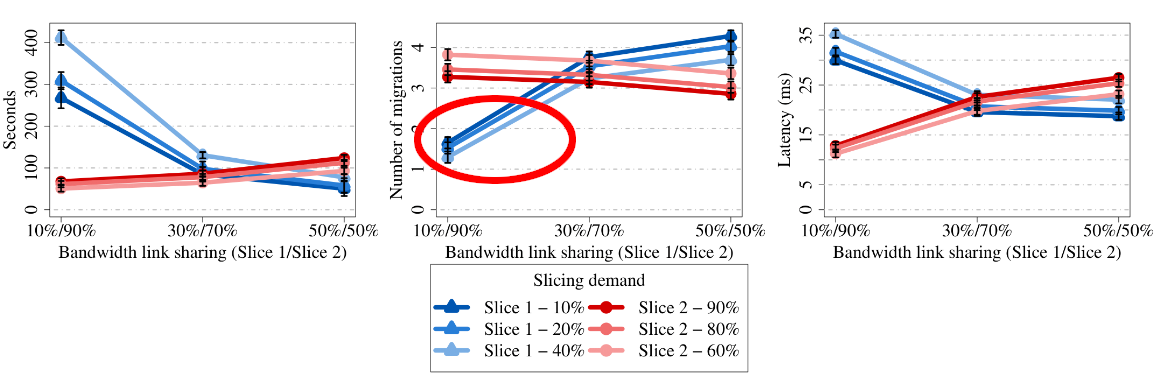 Seconds
0
100
200
300
400
10%/90%
30%/70%
50%/50%
Bandwidth link sharing (Slice 1/Slice 2)
Number of migrations
0
1
2
3
4
10%/90%
30%/70%
50%/50%
Bandwidth link sharing (Slice 1/Slice 2)
Latency (ms)
0
5
15
25
35
10%/90%
30%/70%
50%/50%
Bandwidth link sharing (Slice 1/Slice 2)
Slicing demand
Slice 1 – 10% Slice 2 – 90%
Slice 1 – 20% Slice 2 – 80%
Slice 1 – 40% Slice 2 – 60%